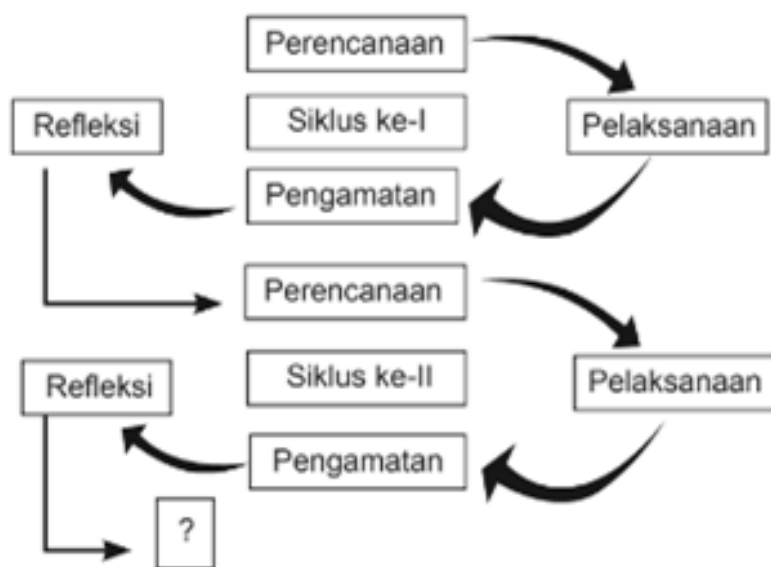 Perencanaan
Refleksi
Siklus ke-I
Pelaksanaan
Pengamatan
Perencanaan
Refleksi
Siklus ke-II
Pelaksanaan
Pengamatan
?